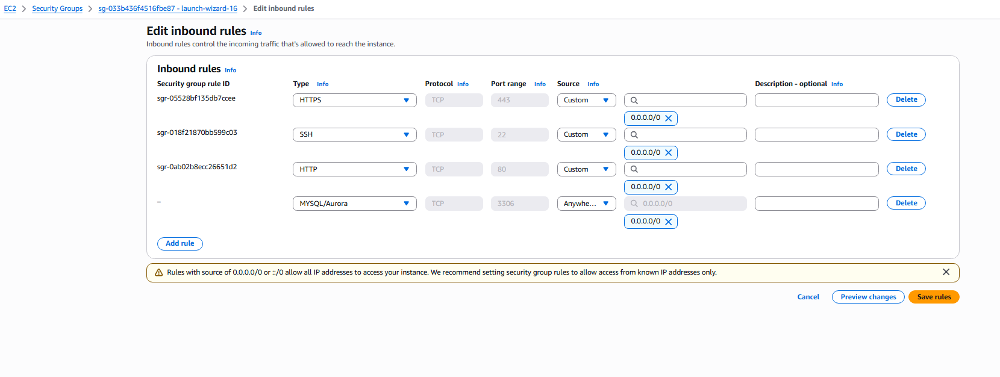 EC2 > Security Groups > sg-033b436f4516fbe87 - launch-wizard-16 > Edit inbound rules
Edit inbound rules Info
Inbound rules control the incoming traffic that's allowed to reach the instance.
Inbound rules Info
Security group rule ID Type Info Protocol Info Port range Info Source Info Description - optional Info
sgr-05528bf135db7ccee HTTPS TCP 443 Custom Delete
0.0.0.0/0
sgr-018f21870bb599c03 SSH TCP 22 Custom Delete
0.0.0.0/0
sgr-0ab02b8ecc26651d2 HTTP TCP 80 Custom Delete
0.0.0.0/0
– MYSQL/Aurora TCP 3306 Anywhe... 0.0.0.0/0 Delete
0.0.0.0/0
Add rule
Rules with source of 0.0.0.0/0 or ::/0 allow all IP addresses to access your instance. We recommend setting security group rules to allow access from known IP addresses only.
Cancel Preview changes Save rules